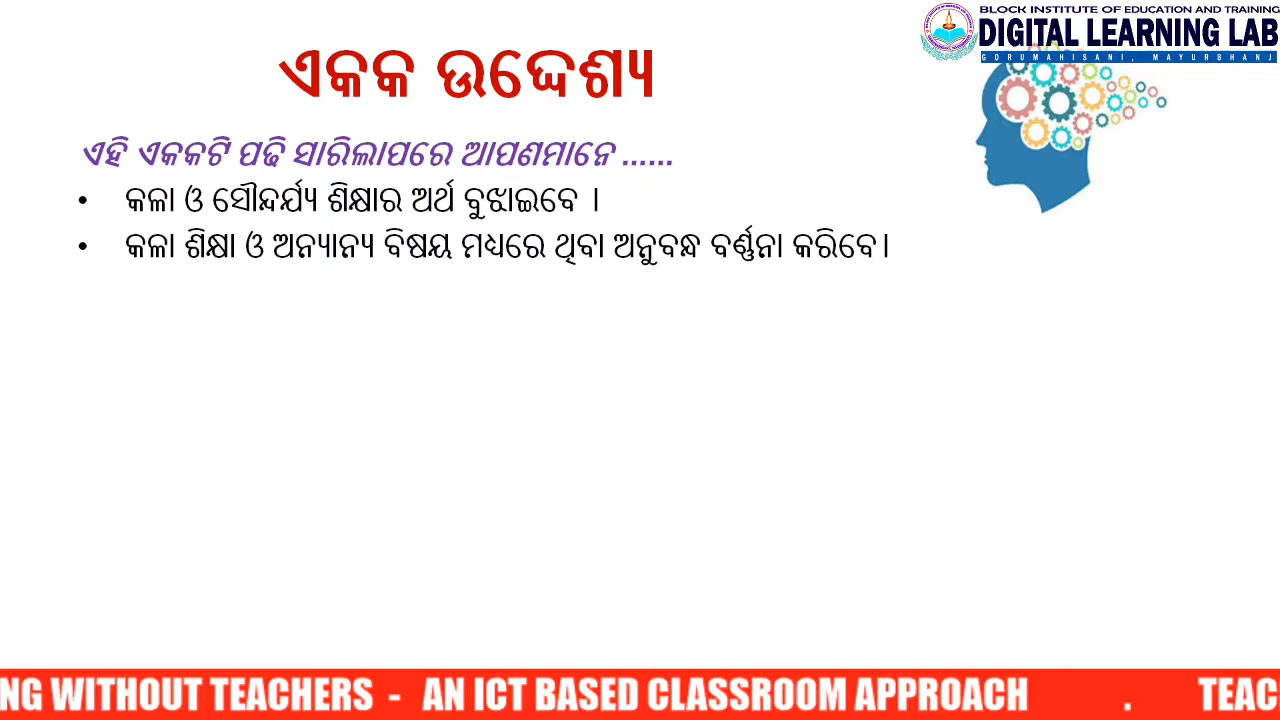 BLOCK INSTITUTE OF EDUCATION AND TRAINING
DIGITAL LEARNING LAB
GORUMAHISANI, MAYURBHANJ
ଏକକ ଉଦ୍ଦେଶ୍ୟ
ଏହି ଏକକଟି ପଢି ସାରିଲାପରେ ଆପଣମାନେ ......
• କଳା ଓ ସୌନ୍ଦର୍ଯ୍ୟ ଶିକ୍ଷାର ଅର୍ଥ ବୁଝାଇବେ ।
• କଳା ଶିକ୍ଷା ଓ ଅନ୍ୟାନ୍ୟ ବିଷୟ ମଧ୍ୟରେ ଥିବା ଅନୁବନ୍ଧ ବର୍ଣ୍ଣନା କରିବେ।
NG WITHOUT TEACHERS - AN ICT BASED CLASSROOM APPROACH . TEAC